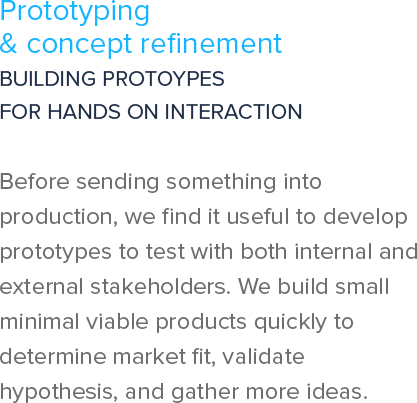 Prototyping
& concept refinement
BUILDING PROTOYPES
FOR HANDS ON INTERACTION
Before sending something into
production, we find it useful to develop
prototypes to test with both internal and
external stakeholders. We build small
minimal viable products quickly to
determine market fit, validate
hypothesis, and gather more ideas.